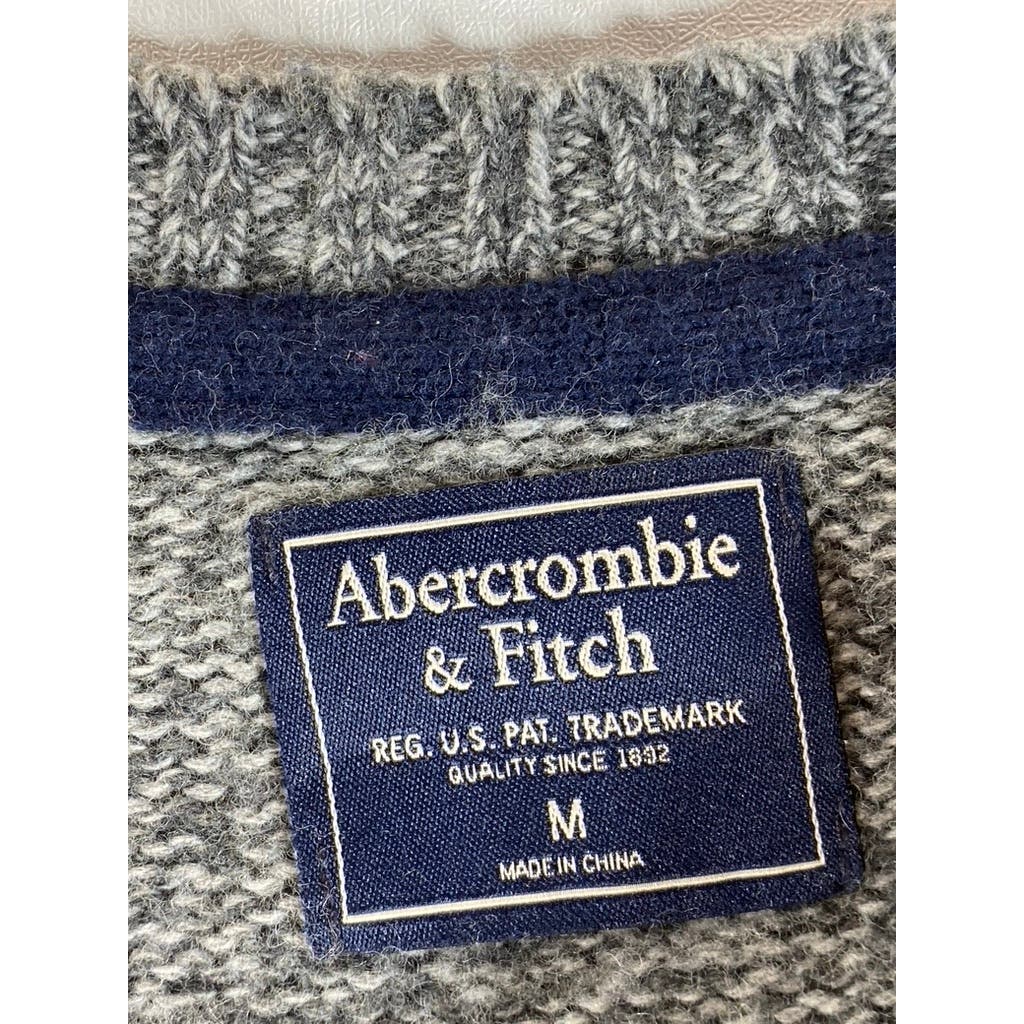 Abercrombie
& Fitch
REG. U.S. PAT. TRADEMARK
QUALITY SINCE 1892
M
MADE IN CHINA